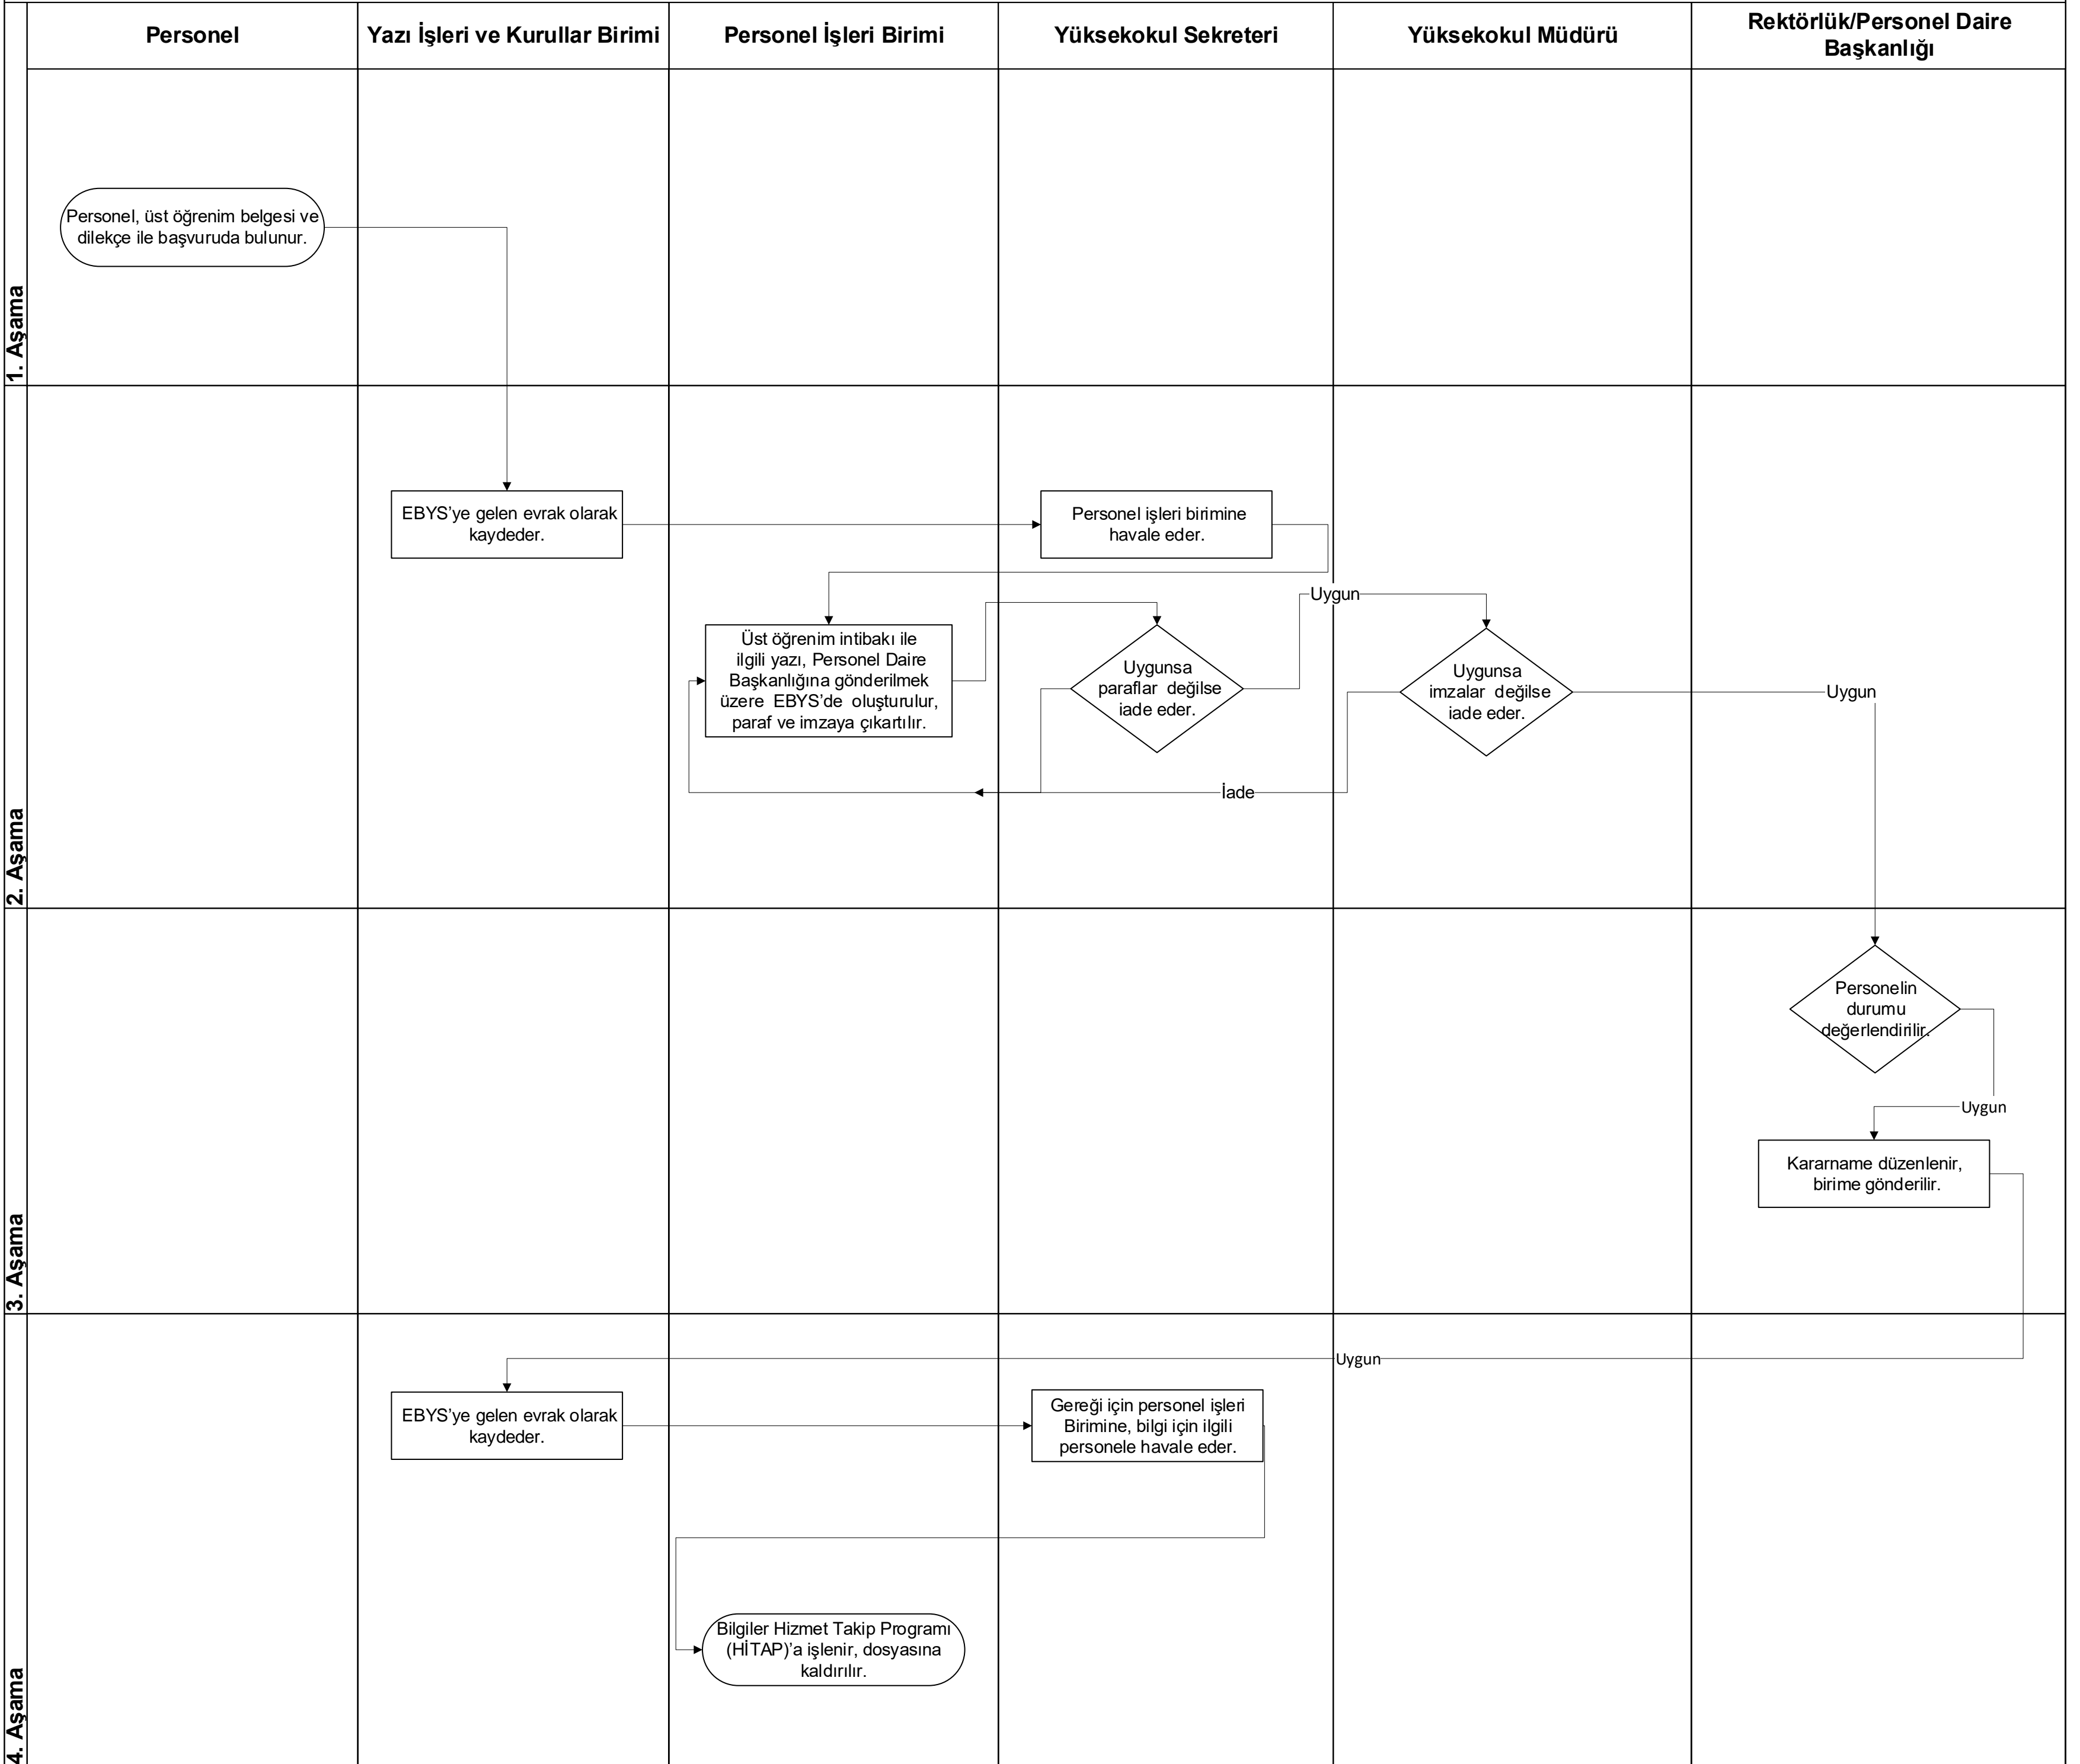 Personel
Yazı İşleri ve Kurullar Birimi
Personel İşleri Birimi
Yüksekokul Sekreteri
Yüksekokul Müdürü
Rektörlük/Personel Daire
Başkanlığı
1. Aşama
Personel, üst öğrenim belgesi ve
dilekçe ile başvuruda bulunur.
2. Aşama
EBYS’ye gelen evrak olarak
kaydeder.
Personel işleri birimine
havale eder.
Üst öğrenim intibakı ile
ilgili yazı, Personel Daire
Başkanlığına gönderilmek
üzere EBYS’de oluşturulur,
paraf ve imzaya çıkartılır.
Uygunsa
paraflar değilse
iade eder.
Uygun
Uygunsa
imzalar değilse
iade eder.
Uygun
İade
3. Aşama
Personelin
durumu
değerlendirilir.
Uygun
Kararname düzenlenir,
birime gönderilir.
4. Aşama
Uygun
EBYS’ye gelen evrak olarak
kaydeder.
Gereği için personel işleri
Birimine, bilgi için ilgili
personele havale eder.
Bilgiler Hizmet Takip Programı
(HİTAP)’a işlenir, dosyasına
kaldırılır.